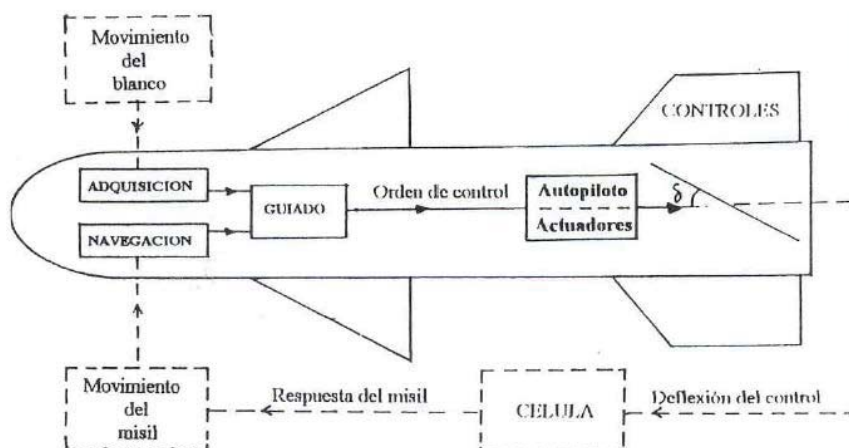 Movimiento
del
blanco
CONTROLES
ADQUISICION
GUIADO
Orden de control
Autopiloto
Actuadores
δ
NAVEGACION
Movimiento
del
misil
Respuesta del misil
CELULA
Deflexión del control